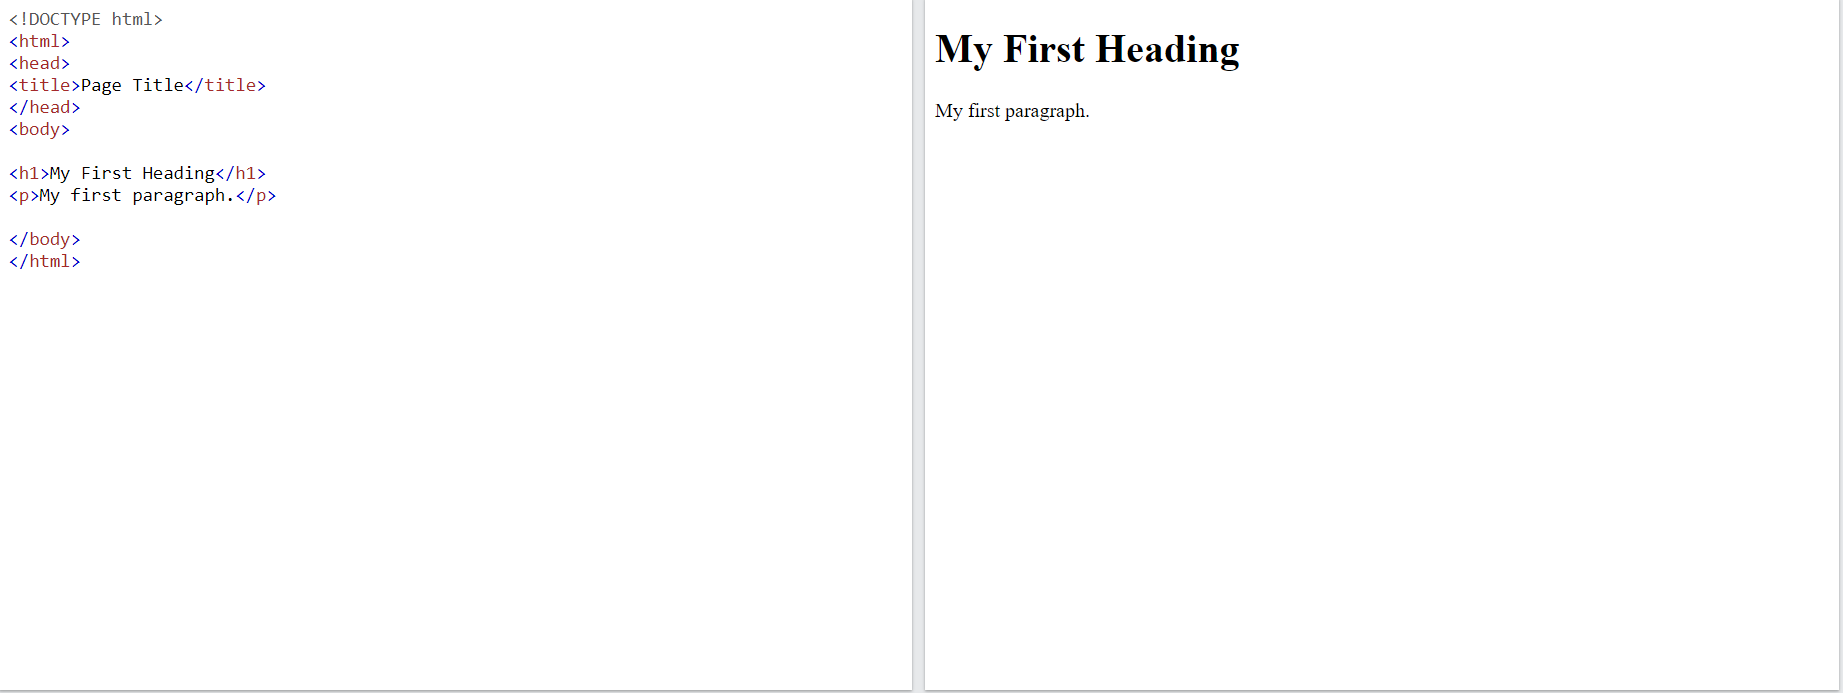 <!DOCTYPE html>
<html>
<head>
<title>Page Title</title>
</head>
<body>
<h1>My First Heading</h1>
<p>My first paragraph.</p>
</body>
</html>
My First Heading
My first paragraph.